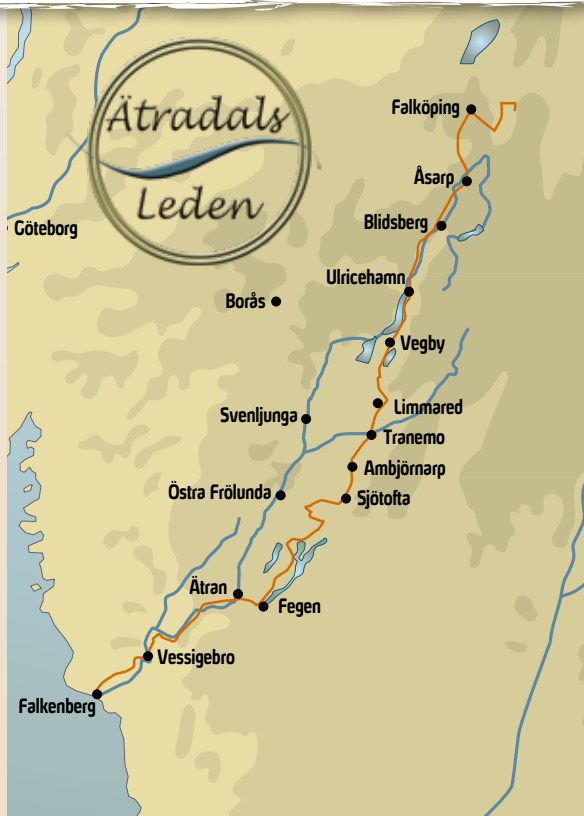 Ätradals
Leden
Falköping
Åsarp
Blidsberg
Göteborg
Ulricehamn
Borås
Vegby
Limmared
Svenljunga
Tranemo
Ambjörnarp
Östra Frölunda
Sjötofta
Ätran
Fegen
Vessigebro
Falkenberg